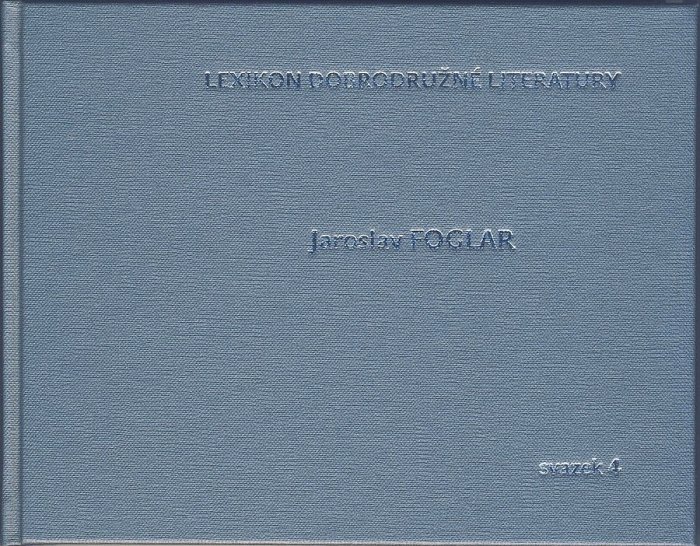 LEXIKON DOBRODRUŽNÉ LITERATURY
Jaroslav FOGLAR
svazek 4